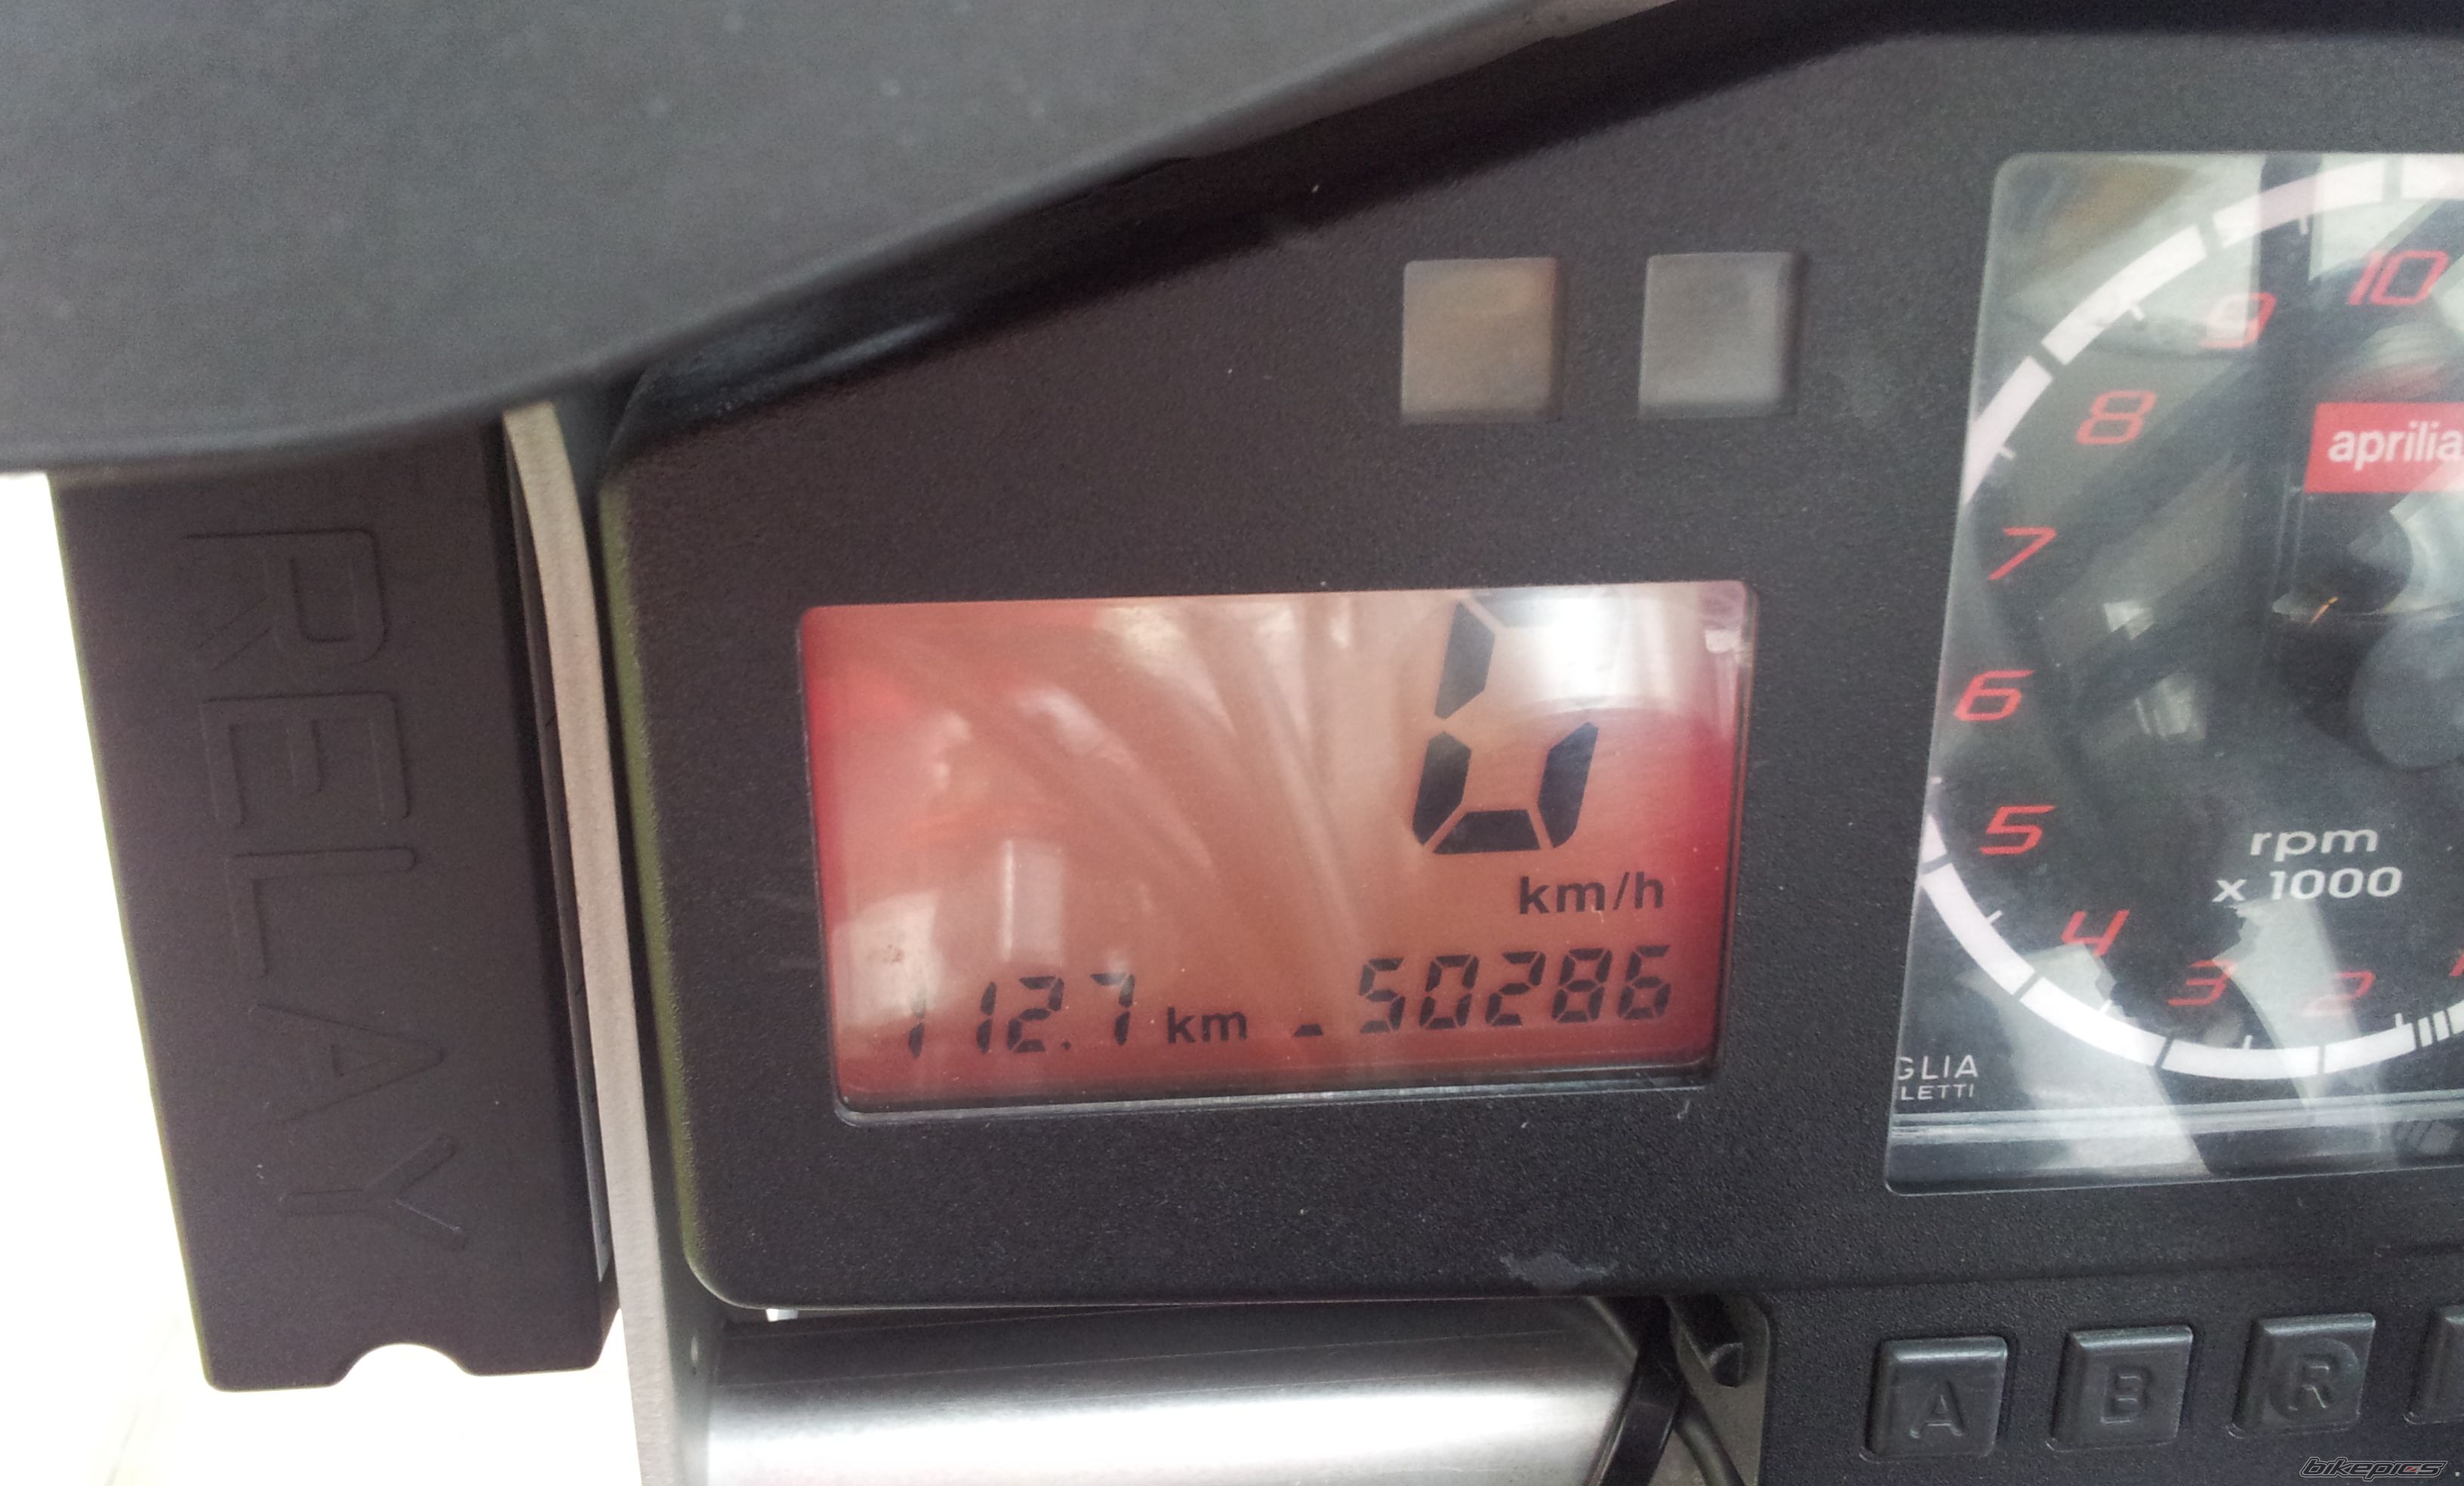 RELAY
0
km/h
112.7 km - 50286
10
9
8
7
6
5
4
3
2
aprilia
rpm
x 1000
GLIA
LETTI
A
B
R
bikepics